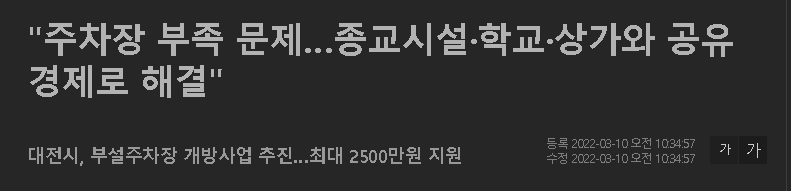 "주차장 부족 문제...종교시설·학교·상가와 공유
경제로 해결"
대전시, 부설주차장 개방사업 추진...최대 2500만원 지원
등록 2022-03-10 오전 10:34:57
수정 2022-03-10 오전 10:34:57
가 가